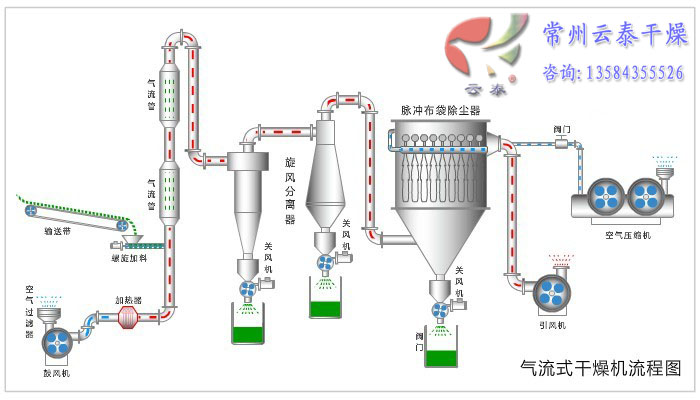 常州云泰干燥
咨询:13584355526
云泰®
气流管
气流管
旋风分离器
脉冲布袋除尘器
阀门
输送带
螺旋加料
空气过滤器
加热器
鼓风机
关风机
关风机
关风机
阀门
空气压缩机
引风机
气流式干燥机流程图